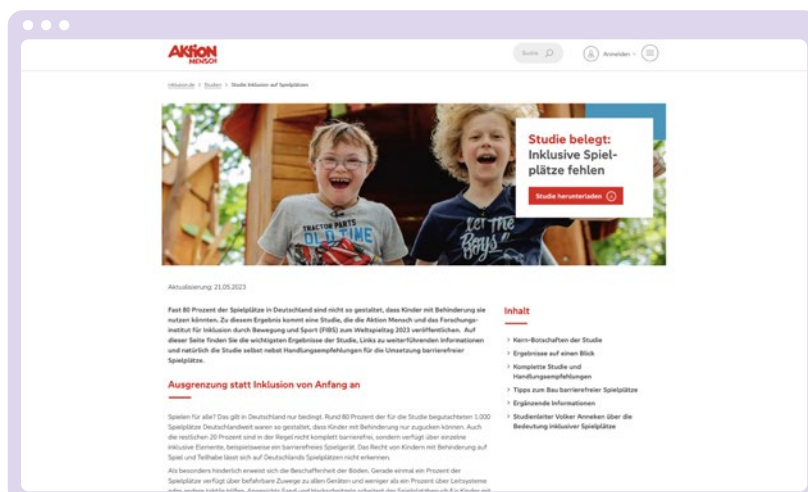 AKTION
MENSCH
Suche
Anmelden
inklusion.de > Studien > Studie Inklusion auf Spielplätzen
TRACTOR PARTS
OLD TIME
LET THE
Boys
Studie belegt:
Inklusive Spiel-
plätze fehlen
Studie herunterladen
Aktualisierung: 21.05.2023
Fast 80 Prozent der Spielplätze in Deutschland sind nicht so gestaltet, dass Kinder mit Behinderung sie
nutzen könnten. Zu diesem Ergebnis kommt eine Studie, die die Aktion Mensch und das Forschungs-
institut für Inklusion durch Bewegung und Sport (FIBS) zum Weltspieltag 2023 veröffentlichen. Auf
dieser Seite finden Sie die wichtigsten Ergebnisse der Studie, Links zu weiterführenden Informationen
und natürlich die Studie selbst nebst Handlungsempfehlungen für die Umsetzung barrierefreier
Spielplätze.
Ausgrenzung statt Inklusion von Anfang an
Spielen für alle? Das gilt in Deutschland nur bedingt. Rund 80 Prozent der für die Studie begutachteten 1.000
Spielplätze Deutschlandweit waren so gestaltet, dass Kinder mit Behinderung nur zugucken können. Auch
die restlichen 20 Prozent sind in der Regel nicht komplett barrierefrei, sondern verfügt über einzelne
inklusive Elemente, beispielsweise ein barrierefreies Spielgerät. Das Recht von Kindern mit Behinderung auf
Spiel und Teilhabe lässt sich auf Deutschlands Spielplätzen nicht erkennen.
Als besonders hinderlich erweist sich die Beschaffenheit der Böden. Gerade einmal ein Prozent der
Spielplätze verfügt über befahrbare Zuwege zu allen Geräten und weniger als ein Prozent über Leitsysteme
Inhalt
> Kern-Botschaften der Studie
> Ergebnisse auf einen Blick
> Komplette Studie und
Handlungsempfehlungen
> Tipps zum Bau barrierefreier Spielplätze
> Ergänzende Informationen
> Studienleiter Volker Anneken über die
Bedeutung inklusiver Spielplätze